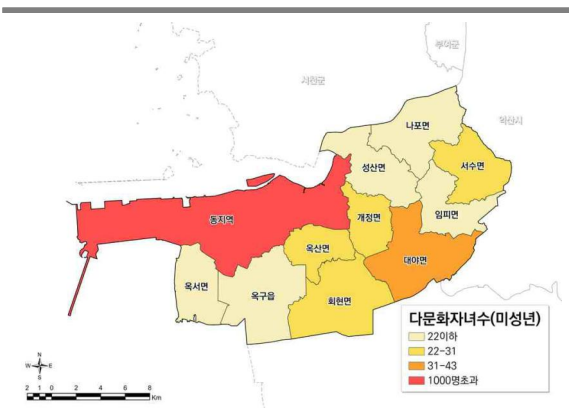 부여군
서천군
익산시
나포면
성산면
서수면
임피면
개정면
동지역
옥산면
대야면
옥서면
옥구읍
회현면
다문화자녀수(미성년)
22이하
22-31
31-43
1000명초과
N
W E
S
2 1 0 2 4 6 8
Km